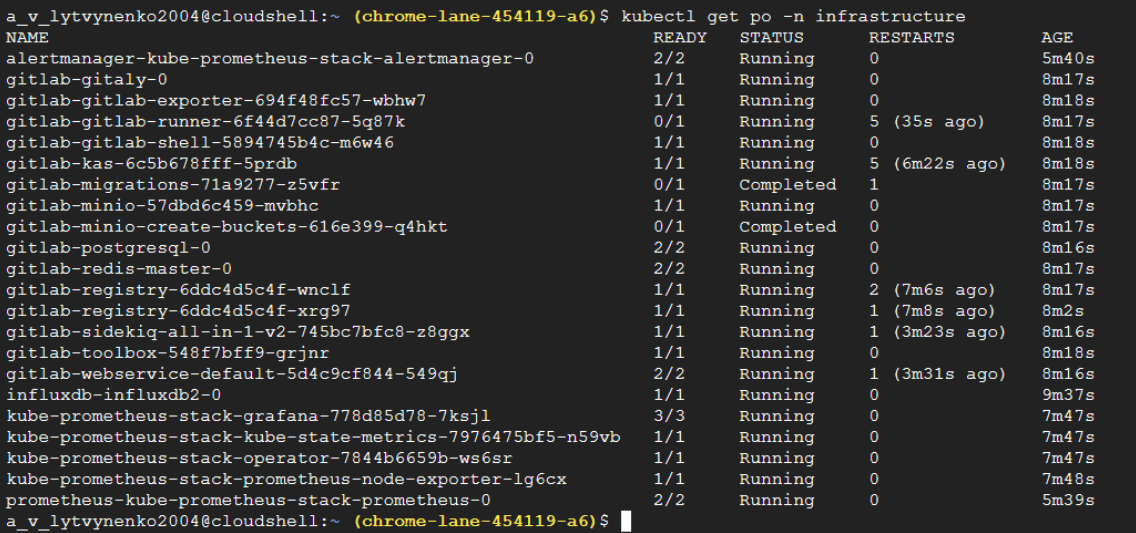 a_v_lytvynenko2004@cloudshell:~ (chrome-lane-454119-a6)$ kubectl get po -n infrastructure
NAME READY STATUS RESTARTS AGE
alertmanager-kube-prometheus-stack-alertmanager-0 2/2 Running 0 5m40s
gitlab-gitaly-0 1/1 Running 0 8m17s
gitlab-gitlab-exporter-694f48fc57-wbhw7 1/1 Running 0 8m18s
gitlab-gitlab-runner-6f44d7cc87-5q87k 0/1 Running 5 (35s ago) 8m17s
gitlab-gitlab-shell-5894745b4c-m6w46 1/1 Running 0 8m18s
gitlab-kas-6c5b678fff-5prdb 1/1 Running 5 (6m22s ago) 8m18s
gitlab-migrations-71a9277-z5vfr 0/1 Completed 1 8m17s
gitlab-minio-57dbd6c459-mvbhc 1/1 Running 0 8m17s
gitlab-minio-create-buckets-616e399-q4hkt 0/1 Completed 0 8m17s
gitlab-postgresql-0 2/2 Running 0 8m16s
gitlab-redis-master-0 2/2 Running 0 8m17s
gitlab-registry-6ddc4d5c4f-wnclf 1/1 Running 2 (7m6s ago) 8m17s
gitlab-registry-6ddc4d5c4f-xrg97 1/1 Running 1 (7m8s ago) 8m2s
gitlab-sidekiq-all-in-1-v2-745bc7bfc8-z8ggx 1/1 Running 1 (3m23s ago) 8m16s
gitlab-toolbox-548f7bff9-grjnr 1/1 Running 0 8m18s
gitlab-webservice-default-5d4c9cf844-549qj 2/2 Running 1 (3m31s ago) 8m16s
influxdb-influxdb2-0 1/1 Running 0 9m37s
kube-prometheus-stack-grafana-778d85d78-7ksjl 3/3 Running 0 7m47s
kube-prometheus-stack-kube-state-metrics-7976475bf5-n59vb 1/1 Running 0 7m47s
kube-prometheus-stack-operator-7844b6659b-ws6sr 1/1 Running 0 7m47s
kube-prometheus-stack-prometheus-node-exporter-lg6cx 1/1 Running 0 7m48s
prometheus-kube-prometheus-stack-prometheus-0 2/2 Running 0 5m39s
a_v_lytvynenko2004@cloudshell:~ (chrome-lane-454119-a6)$